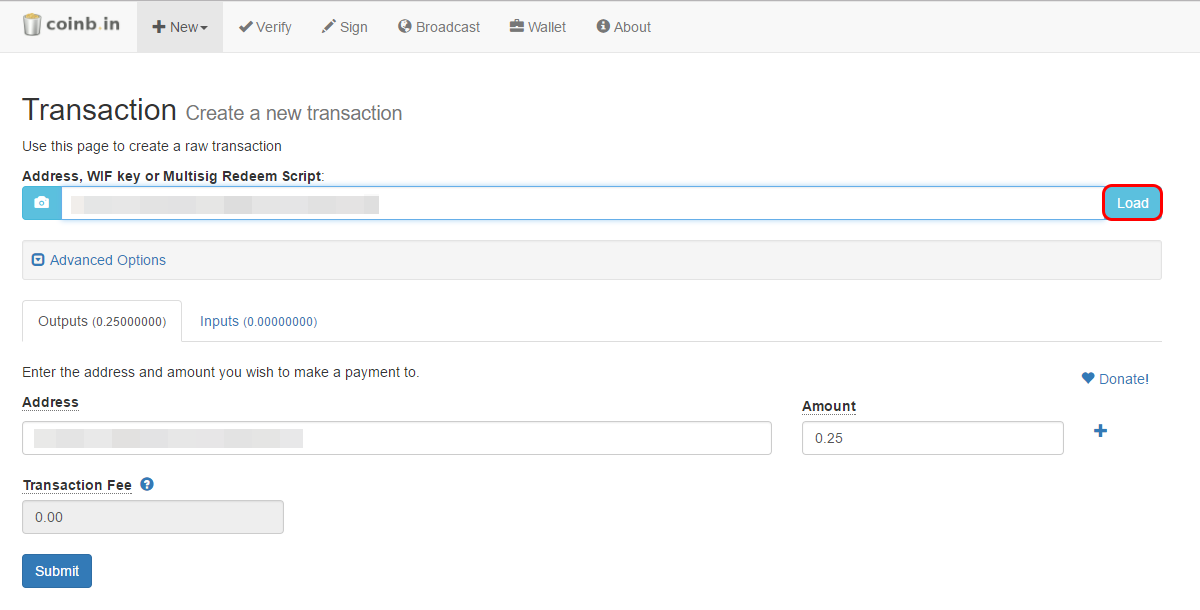 coinb.in New Verify Sign Broadcast Wallet About
Transaction Create a new transaction
Use this page to create a raw transaction
Address, WIF key or Multisig Redeem Script:
Load
Advanced Options
Outputs (0.25000000) Inputs (0.00000000)
Enter the address and amount you wish to make a payment to.
Donate!
Address Amount
0.25
Transaction Fee
0.00
Submit